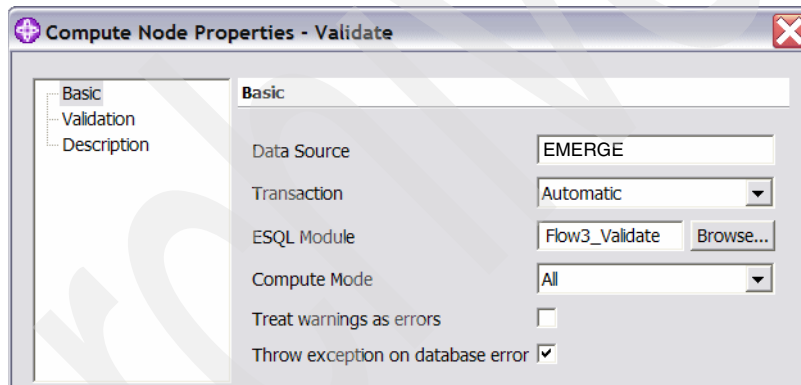 Compute Node Properties - Validate
Basic
Validation
Description
Basic
Data Source EMERGE
Transaction Automatic
ESQL Module Flow3_Validate Browse...
Compute Mode All
Treat warnings as errors
Throw exception on database error